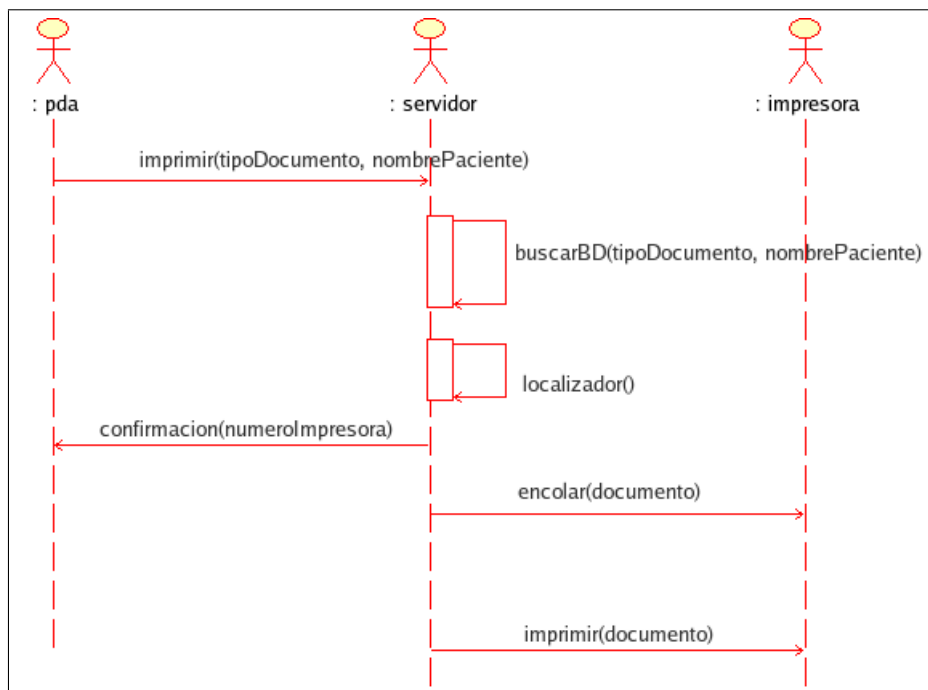 : pda
: servidor
: impresora
imprimir(tipoDocumento, nombrePaciente)
buscarBD(tipoDocumento, nombrePaciente)
localizador()
confirmacion(numeroImpresora)
encolar(documento)
imprimir(documento)